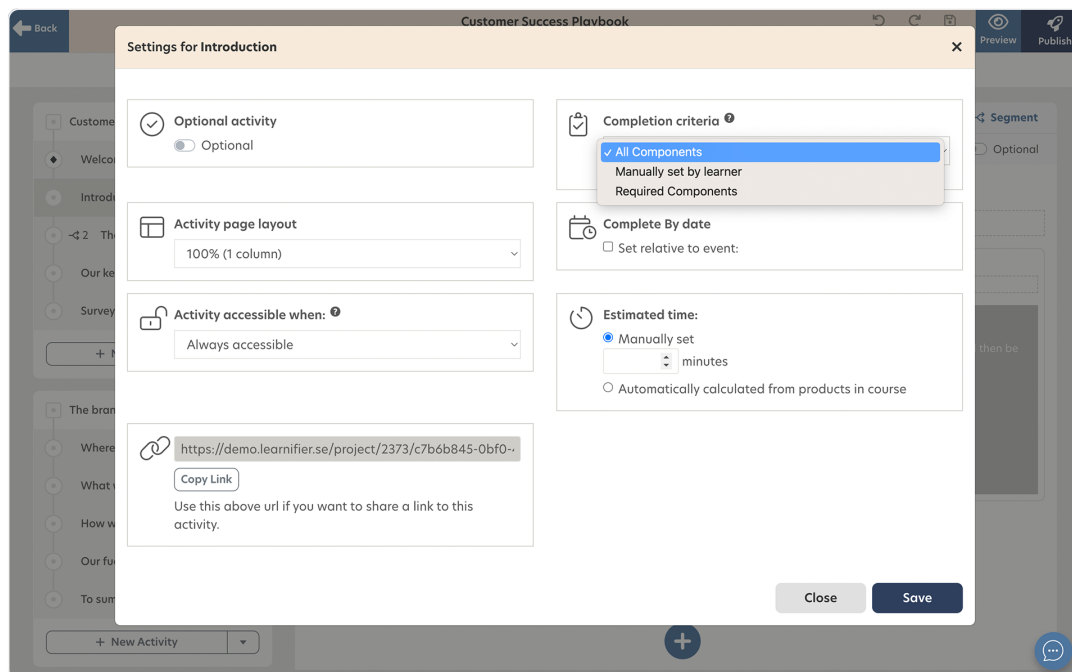 Back
Customer Success Playbook
Preview
Publish
Settings for Introduction
Optional activity
Optional
Completion criteria
All Components
Manually set by learner
Required Components
Activity page layout
100% (1 column)
Complete By date
Set relative to event:
Activity accessible when:
Always accessible
Estimated time:
Manually set
minutes
Automatically calculated from products in course
https://demo.learnifier.se/project/2373/c7b6b845-0bf0-
Copy Link
Use this above url if you want to share a link to this
activity.
Close
Save
Segment
Optional
then be
2
Our
Survey
The
Where
What
How
Our
To
+ New Activity